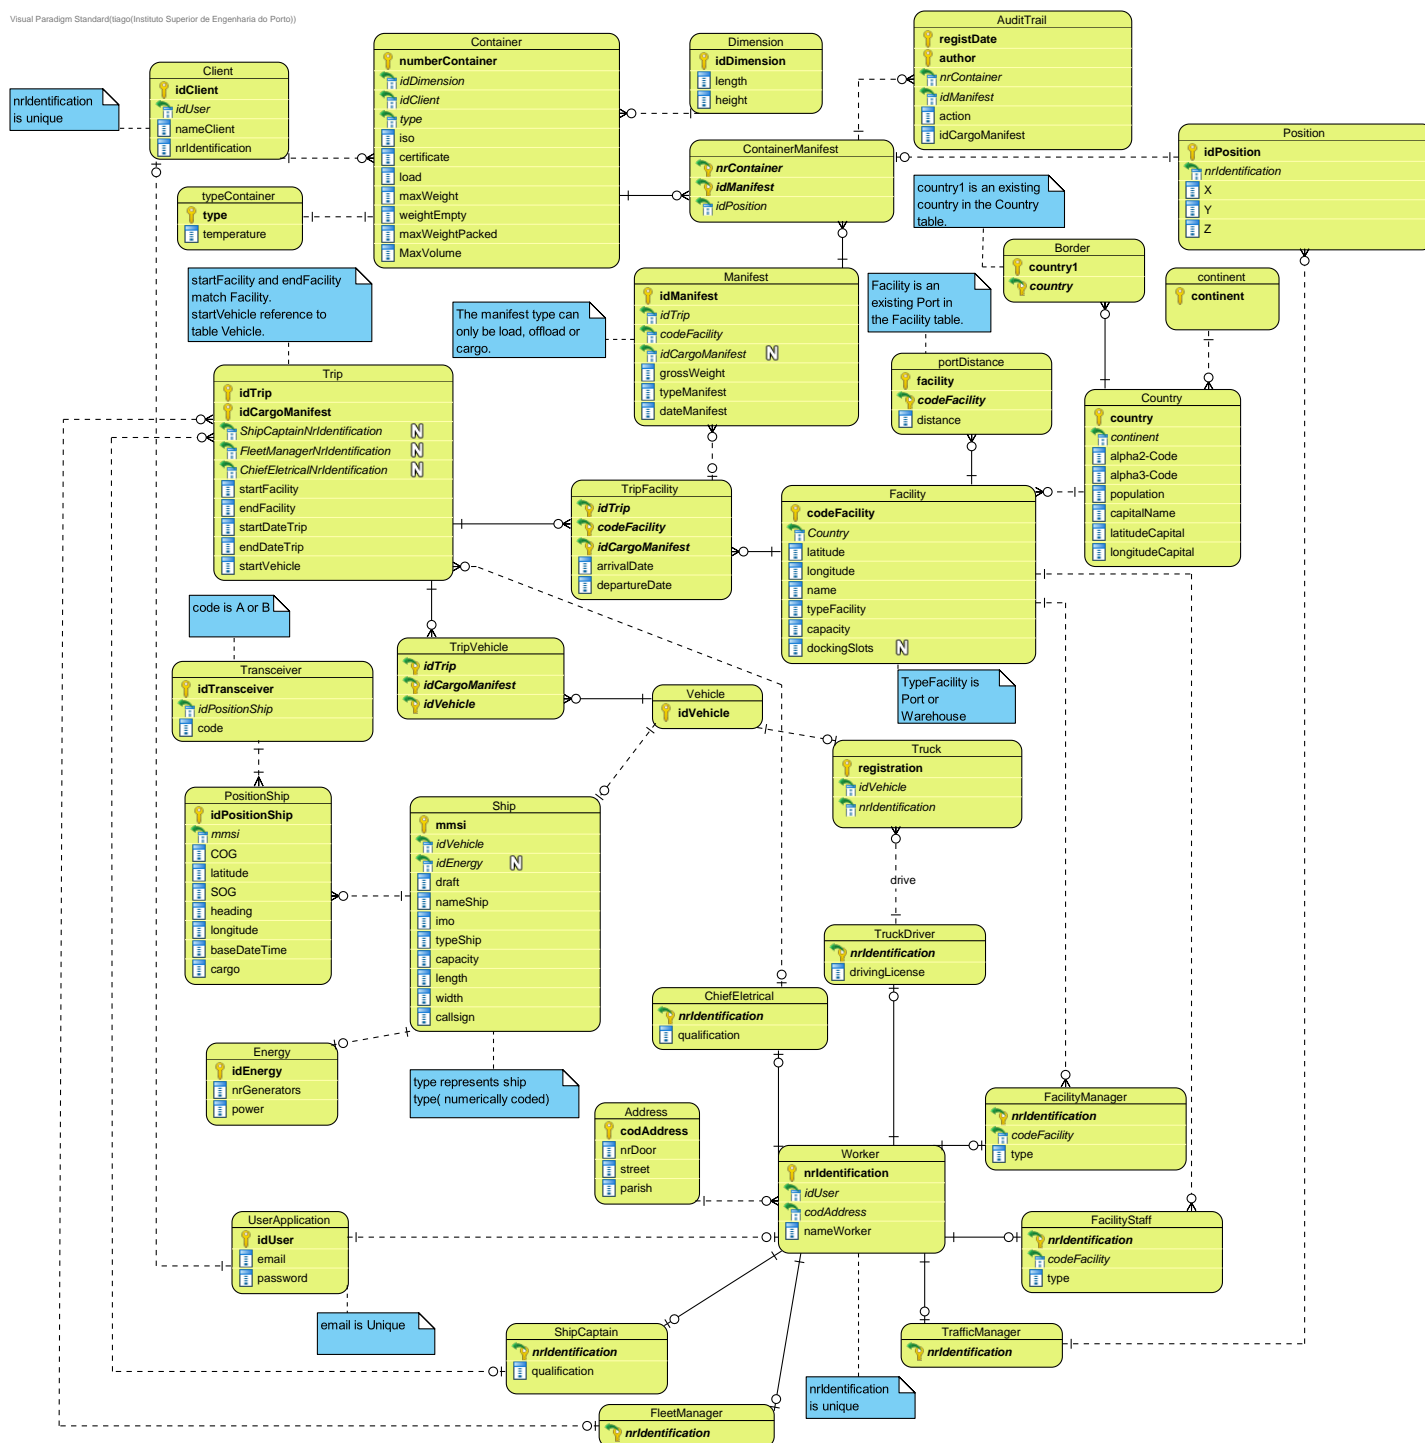 Visual Paradigm Standard(tiago(Instituto Superior de Engenharia do Porto))
AuditTrail
registDate
author
nrContainer
idManifest
action
idCargoManifest
Container
numberContainer
idDimension
idClient
type
iso
certificate
load
maxWeight
weightEmpty
maxWeightPacked
MaxVolume
Dimension
idDimension
length
height
Client
idClient
idUser
nameClient
nrIdentification
nrIdentification
is unique
ContainerManifest
nrContainer
idManifest
idPosition
Position
idPosition
nrIdentification
X
Y
Z
typeContainer
type
temperature
country1 is an existing
country in the Country
table.
Border
country1
country
continent
continent
startFacility and endFacility
match Facility.
startVehicle reference to
table Vehicle.
The manifest type can
only be load, offload or
cargo.
Manifest
idManifest
idTrip
codeFacility
idCargoManifest N
grossWeight
typeManifest
dateManifest
Facility is an
existing Port in
the Facility table.
portDistance
facility
codeFacility
distance
Country
country
continent
alpha2-Code
alpha3-Code
population
capitalName
latitudeCapital
longitudeCapital
Trip
idTrip
idCargoManifest
ShipCaptainNrIdentification N
FleetManagerNrIdentification N
ChiefEletricalNrIdentification N
startFacility
endFacility
startDateTrip
endDateTrip
startVehicle
TripFacility
idTrip
codeFacility
idCargoManifest
arrivalDate
departureDate
Facility
codeFacility
Country
latitude
longitude
name
typeFacility
capacity
dockingSlots N
TypeFacility is
Port or
Warehouse
code is A or B
Transceiver
idTransceiver
idPositionShip
code
TripVehicle
idTrip
idCargoManifest
idVehicle
Vehicle
idVehicle
Truck
registration
idVehicle
nrIdentification
drive
PositionShip
idPositionShip
mmsi
COG
latitude
SOG
heading
longitude
baseDateTime
cargo
Ship
mmsi
idVehicle
idEnergy N
draft
nameShip
imo
typeShip
capacity
length
width
callsign
TruckDriver
nrIdentification
drivingLicense
ChiefEletrical
nrIdentification
qualification
Energy
idEnergy
nrGenerators
power
type represents ship
type( numerically coded)
Address
codAddress
nrDoor
street
parish
FacilityManager
nrIdentification
codeFacility
type
Worker
nrIdentification
idUser
codAddress
nameWorker
UserApplication
idUser
email
password
FacilityStaff
nrIdentification
codeFacility
type
email is Unique
ShipCaptain
nrIdentification
qualification
TrafficManager
nrIdentification
nrIdentification
is unique
FleetManager
nrIdentification